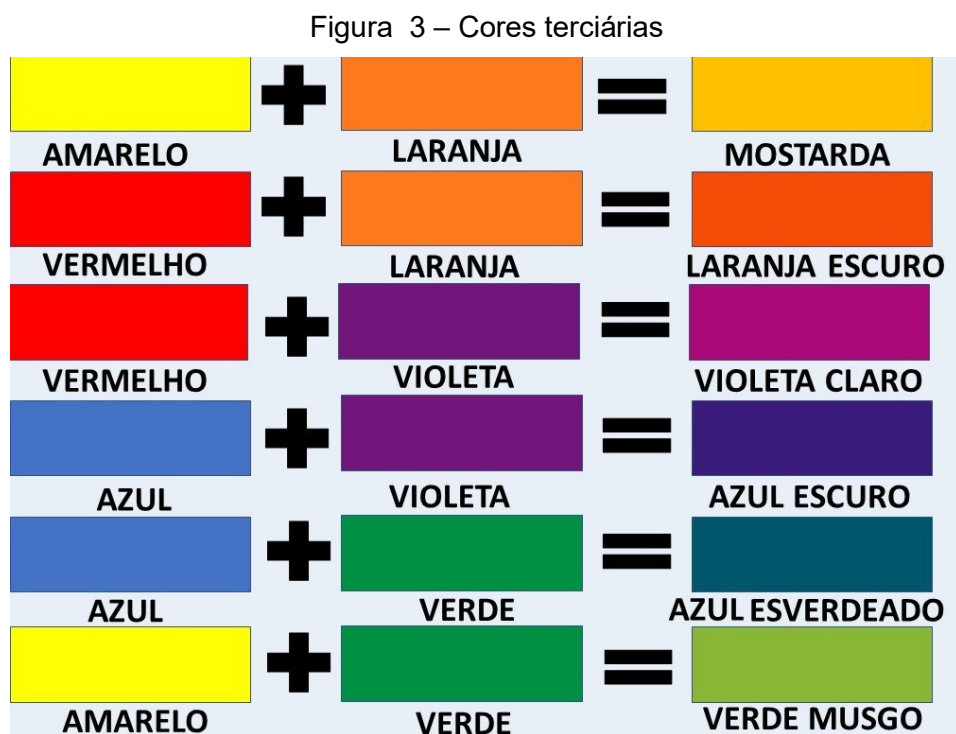 Figura 3 – Cores terciárias
AMARELO LARANJA MOSTARDA
VERMELHO LARANJA LARANJA ESCURO
VERMELHO VIOLETA VIOLETA CLARO
AZUL VIOLETA AZUL ESCURO
AZUL VERDE AZUL ESVERDEADO
AMARELO VERDE VERDE MUSGO